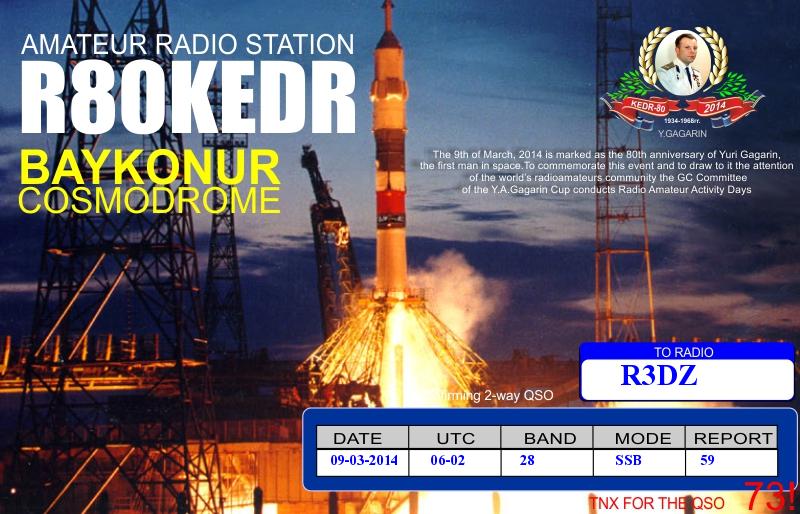 AMATEUR RADIO STATION
R80KEDR
BAYKONUR
COSMODROME
KEDR-80
2014
1934-1968гг.
Y.GAGARIN
The 9th of March, 2014 is marked as the 80th anniversary of Yuri Gagarin,
the first man in space.To commemorate this event and to draw to it the attention
of the world's radioamateurs community the GC Committee
of the Y.A.Gagarin Cup conducts Radio Amateur Activity Days
TO RADIO
R3DZ
2-way QSO
DATE UTC BAND MODE REPORT
09-03-2014 06-02 28 SSB 59
TNX FOR THE QSO 73!